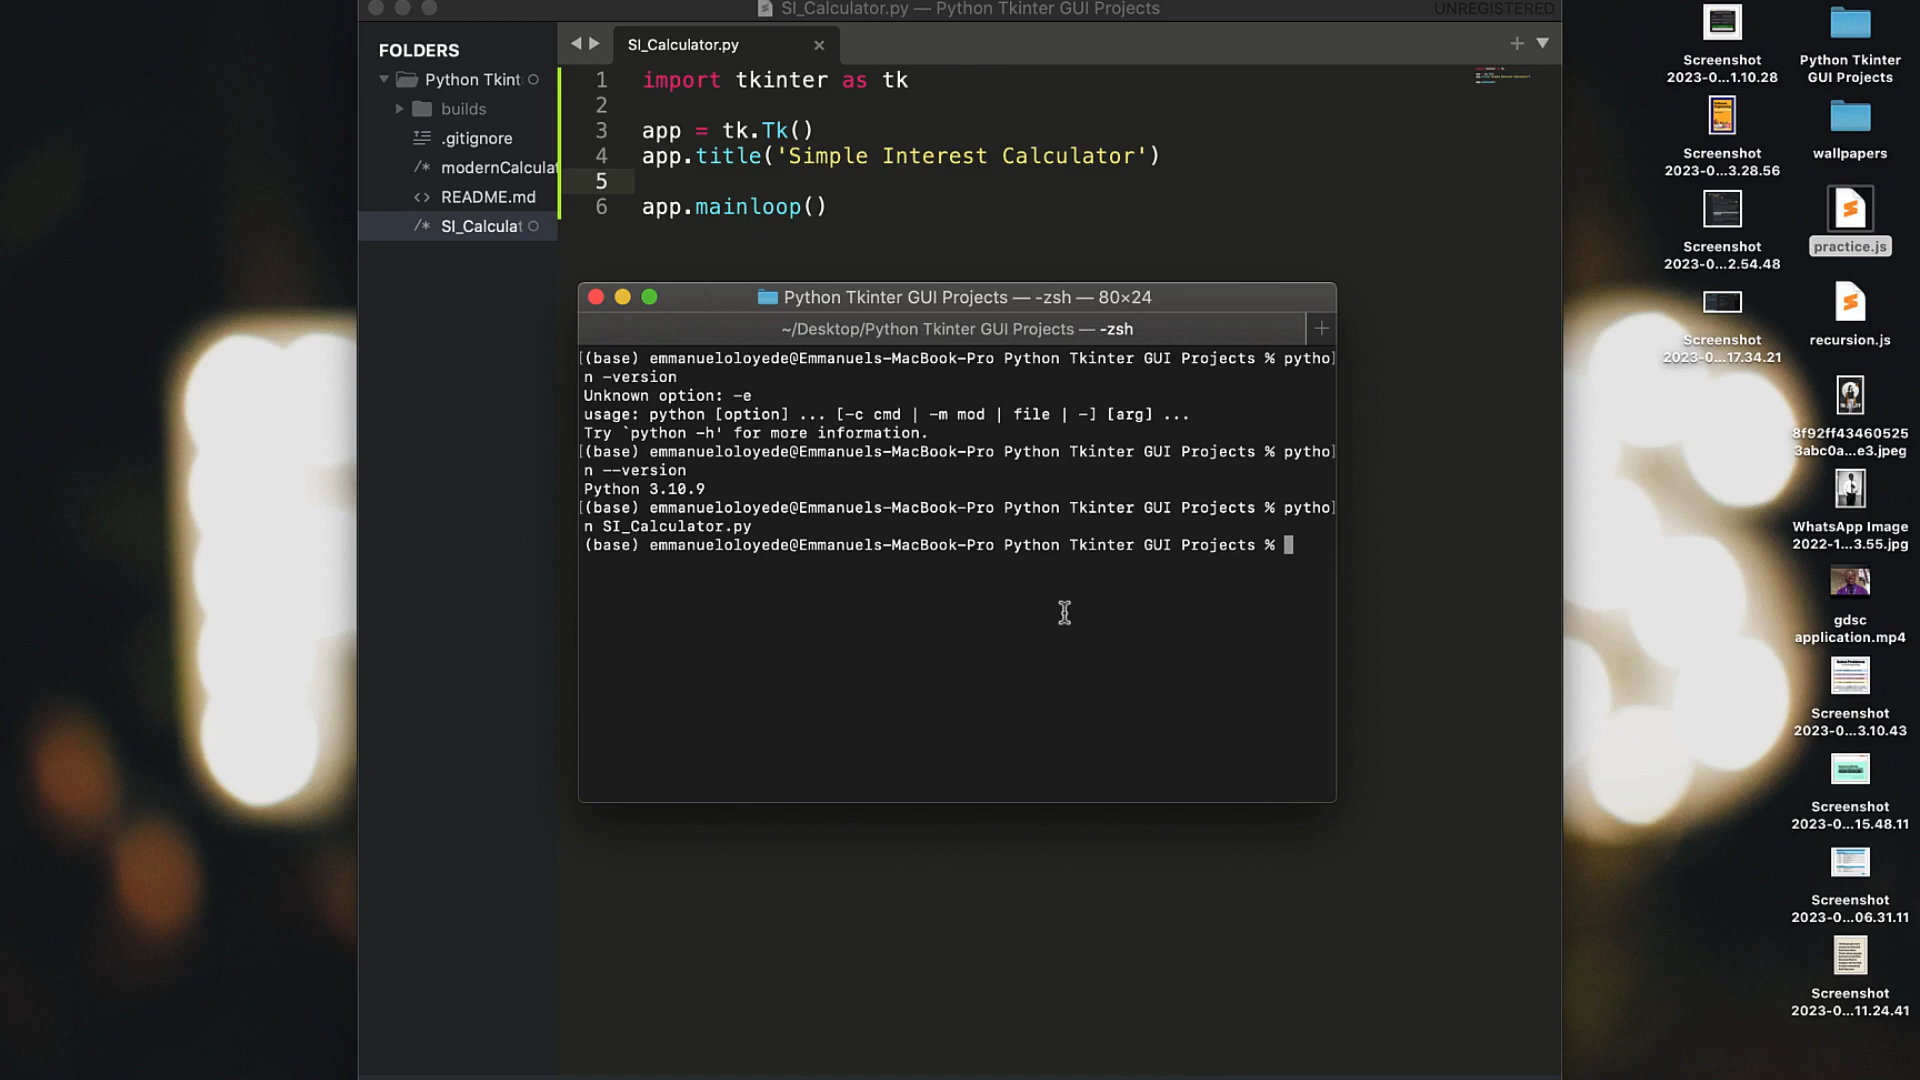 SI_Calculator.py — Python Tkinter GUI Projects
UNREGISTERED
FOLDERS
Python Tkint
builds
.gitignore
/* modernCalculat
<> README.md
/* SI_Calculat
SI_Calculator.py
1 import tkinter as tk
2
3 app = tk.Tk()
4 app.title('Simple Interest Calculator')
5
6 app.mainloop()
Python Tkinter GUI Projects — -zsh — 80×24
~/Desktop/Python Tkinter GUI Projects — -zsh
[(base) emmanueloloyede@Emmanuels-MacBook-Pro Python Tkinter GUI Projects % pytho]
n -version
Unknown option: -e
usage: python [option] ... [-c cmd | -m mod | file | -] [arg] ...
Try `python -h' for more information.
[(base) emmanueloloyede@Emmanuels-MacBook-Pro Python Tkinter GUI Projects % pytho]
n --version
Python 3.10.9
[(base) emmanueloloyede@Emmanuels-MacBook-Pro Python Tkinter GUI Projects % pytho]
n SI_Calculator.py
(base) emmanueloloyede@Emmanuels-MacBook-Pro Python Tkinter GUI Projects %
Screenshot
2023-0...1.10.28
Python Tkinter
GUI Projects
Screenshot
2023-0...3.28.56
wallpapers
Screenshot
2023-0...2.54.48
practice.js
Screenshot
2023-0...17.34.21
recursion.js
8f92ff43460525
3abc0a...e3.jpeg
WhatsApp Image
2022-1...3.55.jpg
gdsc
application.mp4
Screenshot
2023-0...3.10.43
Screenshot
2023-0...15.48.11
Screenshot
2023-0...06.31.11
Screenshot
2023-0...11.24.41